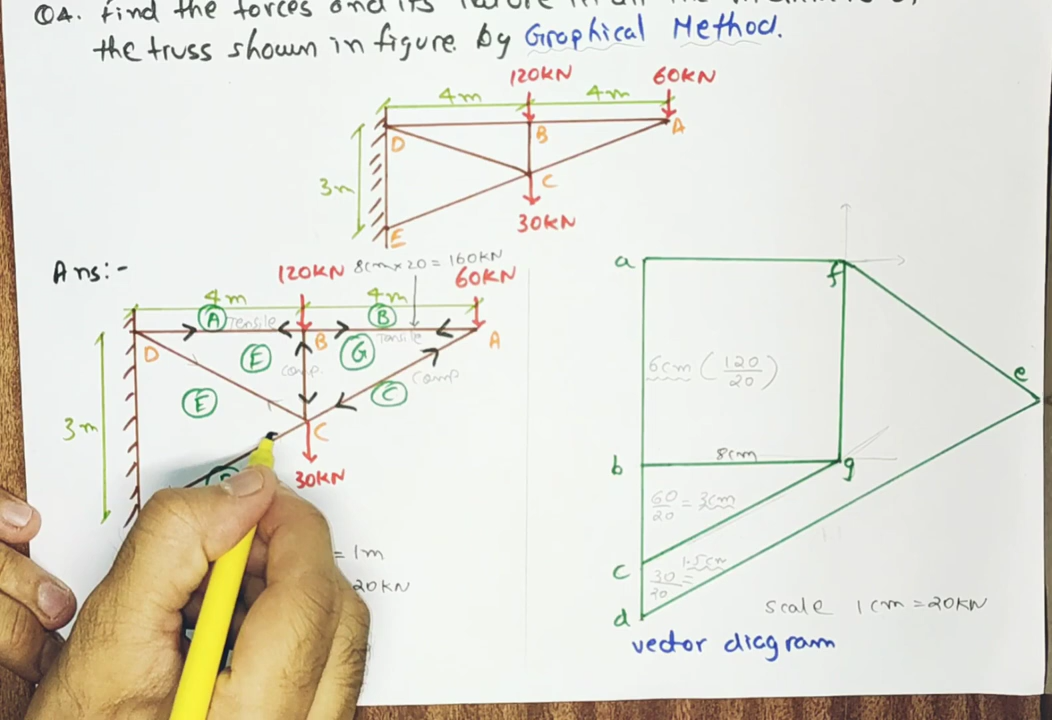 Q4. Find the forces and its
the truss shown in figure by Graphical Method.
120KN 60KN
4m 4m
D B A
3m
C
30KN
E
Ans:-
8cm×20 = 160KN
120KN 60KN
4m 4m
A Tensile B Tensile
D B A
F G
comp. Comp
E C
3m
C
30KN
= 1m
20KN
a f
6cm (120/20)
e
b 8cm g
60/20 = 3cm
c 1.5cm
30/20 =
d
scale 1cm = 20KN
vector diagram